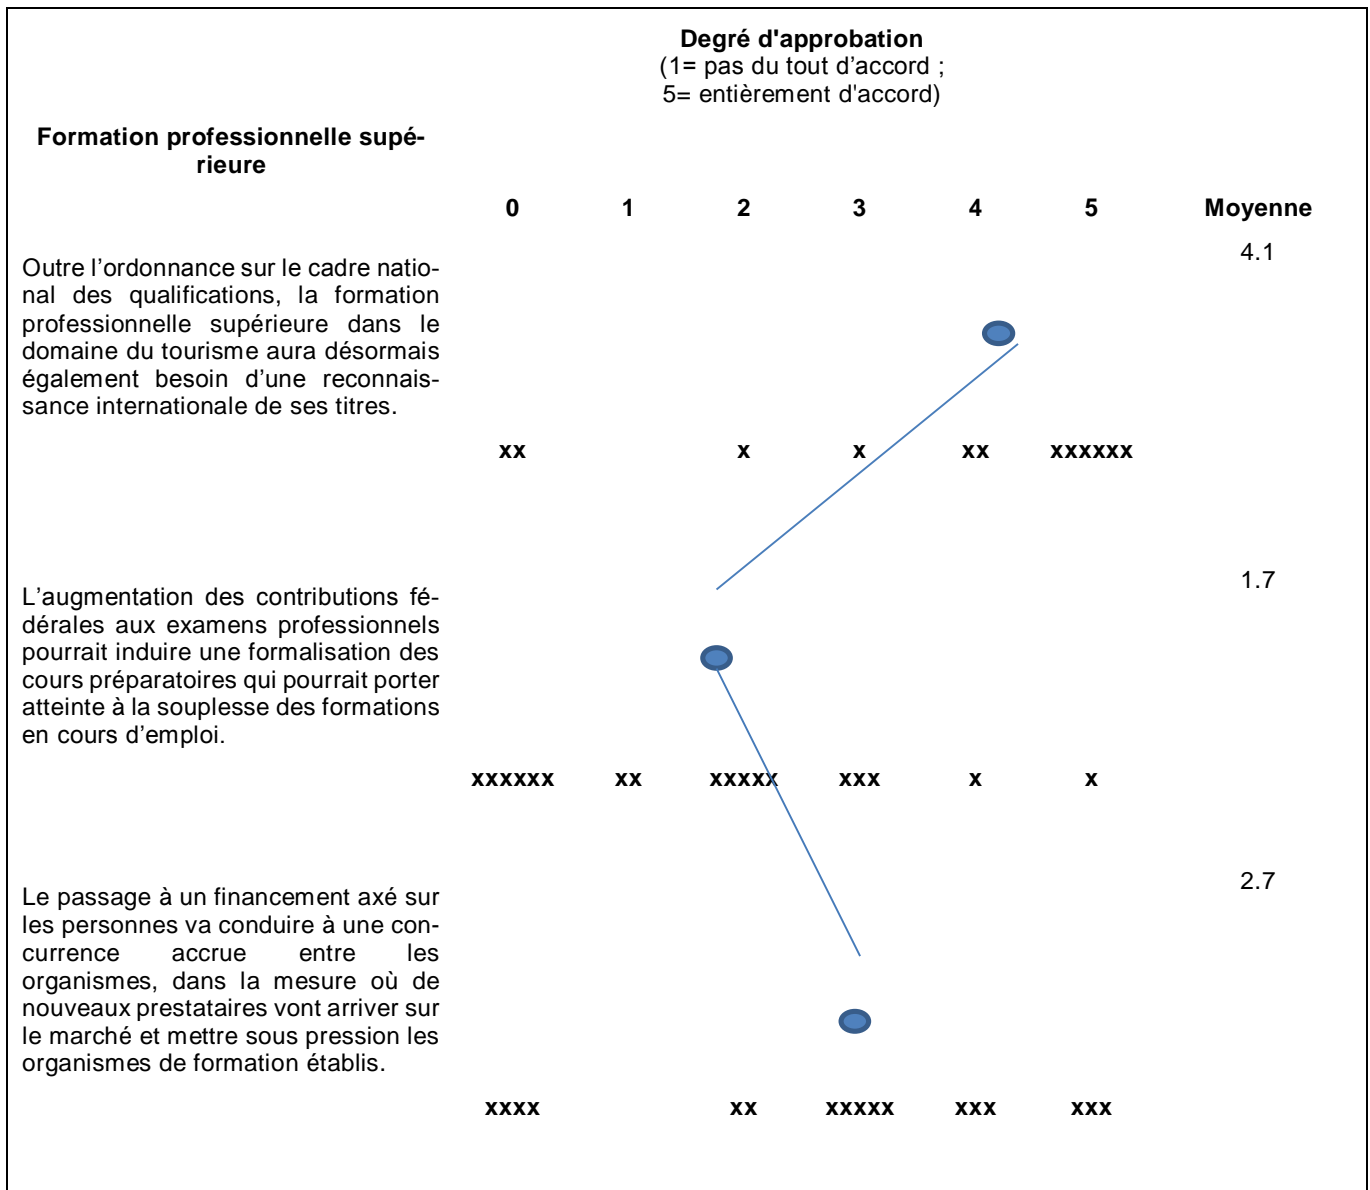 Degré d'approbation
(1= pas du tout d’accord ;
5= entièrement d'accord)
Formation professionnelle supé-
rieure
0 1 2 3 4 5 Moyenne
4.1
Outre l’ordonnance sur le cadre natio-
nal des qualifications, la formation
professionnelle supérieure dans le
domaine du tourisme aura désormais
également besoin d’une reconnais-
sance internationale de ses titres.
xx x x xx xxxxxx
1.7
L’augmentation des contributions fé-
dérales aux examens professionnels
pourrait induire une formalisation des
cours préparatoires qui pourrait porter
atteinte à la souplesse des formations
en cours d’emploi.
xxxxxx xx xxxxx xxx x x
2.7
Le passage à un financement axé sur
les personnes va conduire à une con-
currence accrue entre les
organismes, dans la mesure où de
nouveaux prestataires vont arriver sur
le marché et mettre sous pression les
organismes de formation établis.
xxxx xx xxxxx xxx xxx